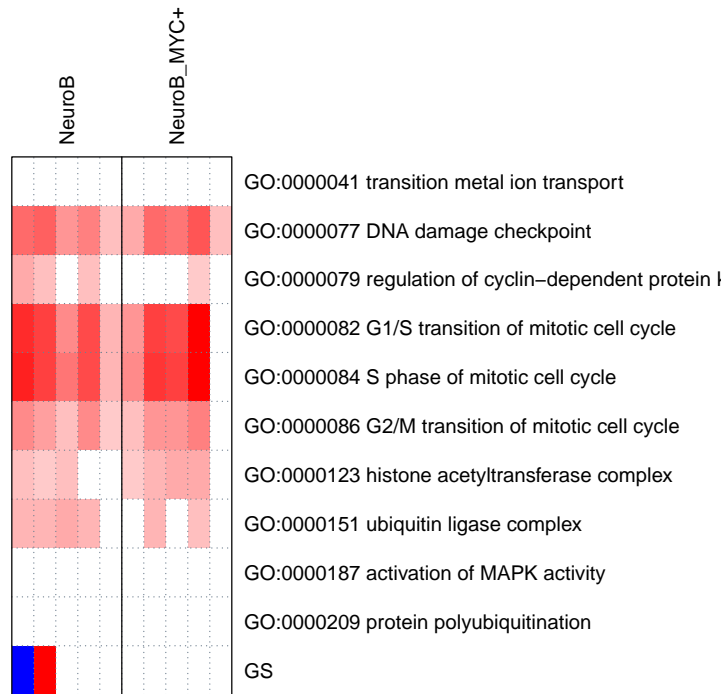 NeuroB
NeuroB_MYC+
GO:0000041 transition metal ion transport
GO:0000077 DNA damage checkpoint
GO:0000079 regulation of cyclin−dependent protein k
GO:0000082 G1/S transition of mitotic cell cycle
GO:0000084 S phase of mitotic cell cycle
GO:0000086 G2/M transition of mitotic cell cycle
GO:0000123 histone acetyltransferase complex
GO:0000151 ubiquitin ligase complex
GO:0000187 activation of MAPK activity
GO:0000209 protein polyubiquitination
GS